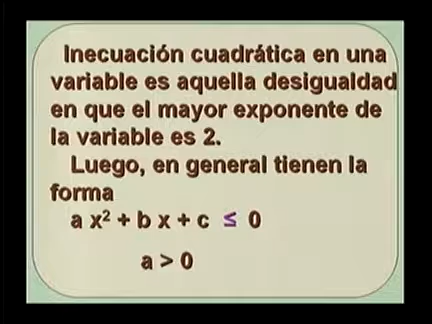 Inecuación cuadrática en una
variable es aquella desigualdad
en que el mayor exponente de
la variable es 2.
Luego, en general tienen la
forma
a x² + b x + c ≤ 0
a > 0